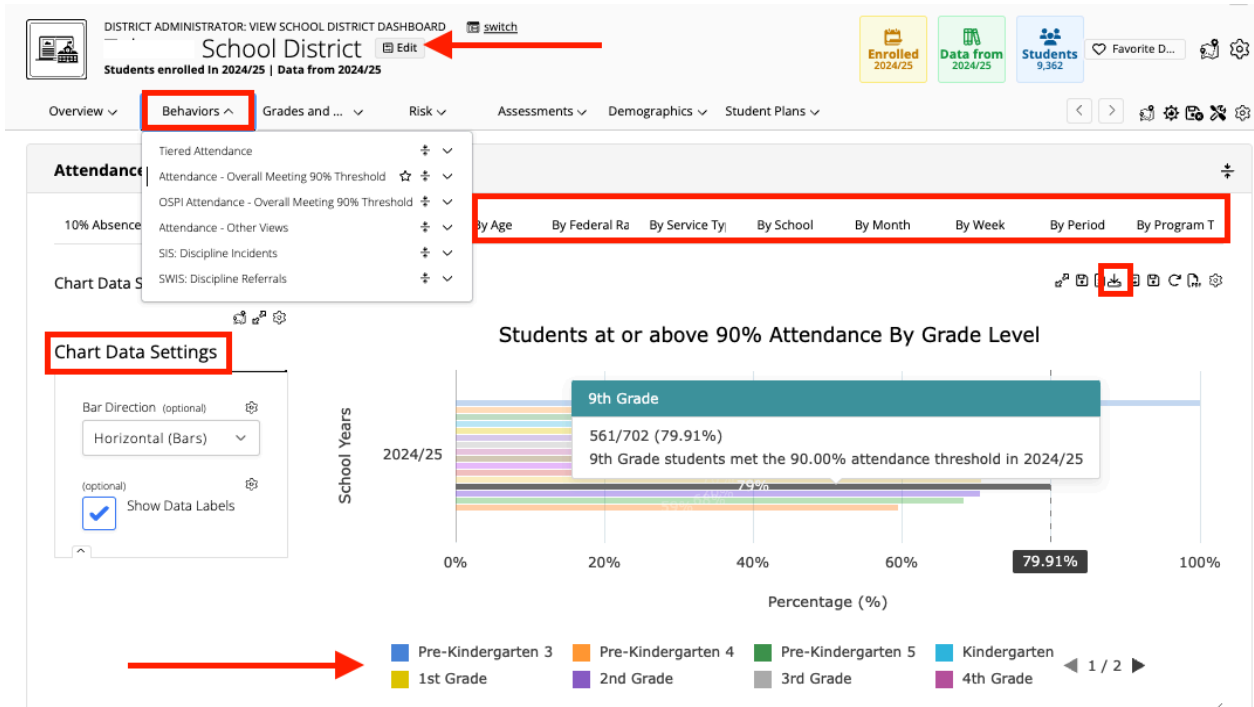 DISTRICT ADMINISTRATOR: VIEW SCHOOL DISTRICT DASHBOARD switch
School District Edit
Students enrolled In 2024/25 | Data from 2024/25
Enrolled
2024/25
Data from
2024/25
Students
9,362
Favorite D...
Overview Behaviors Grades and ... Risk Assessments Demographics Student Plans
Attendance
Tiered Attendance
Attendance - Overall Meeting 90% Threshold
OSPI Attendance - Overall Meeting 90% Threshold
Attendance - Other Views
SIS: Discipline Incidents
SWIS: Discipline Referrals
10% Absence By Age By Federal Ra By Service Ty By School By Month By Week By Period By Program T
Chart Data S
Chart Data Settings
Bar Direction (optional)
Horizontal (Bars)
(optional)
Show Data Labels
Students at or above 90% Attendance By Grade Level
9th Grade
561/702 (79.91%)
9th Grade students met the 90.00% attendance threshold in 2024/25
School Years
2024/25
79%
59%
0% 20% 40% 60% 79.91% 100%
Percentage (%)
Pre-Kindergarten 3 Pre-Kindergarten 4 Pre-Kindergarten 5 Kindergarten
1st Grade 2nd Grade 3rd Grade 4th Grade
1 / 2